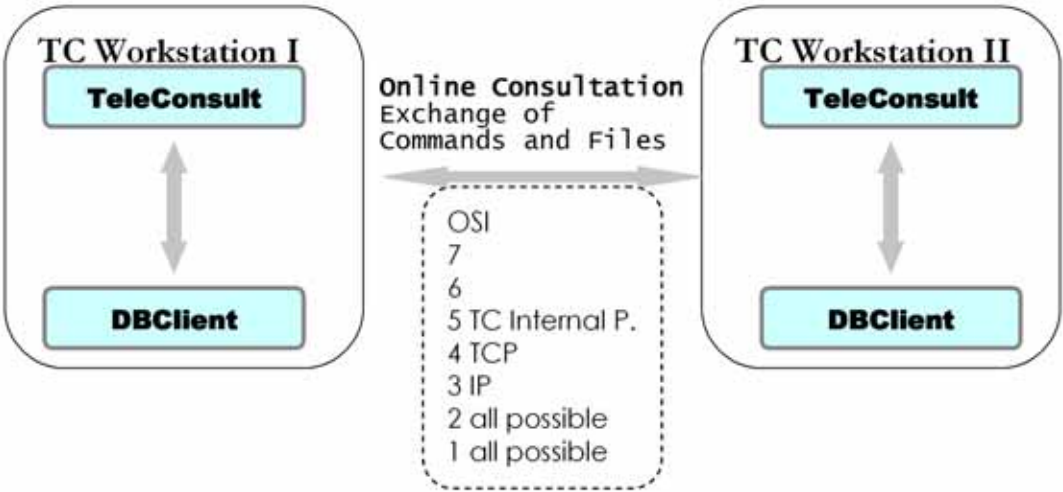 TC Workstation I
TeleConsult
DBClient
Online Consultation
Exchange of
Commands and Files
OSI
7
6
5 TC Internal P.
4 TCP
3 IP
2 all possible
1 all possible
TC Workstation II
TeleConsult
DBClient